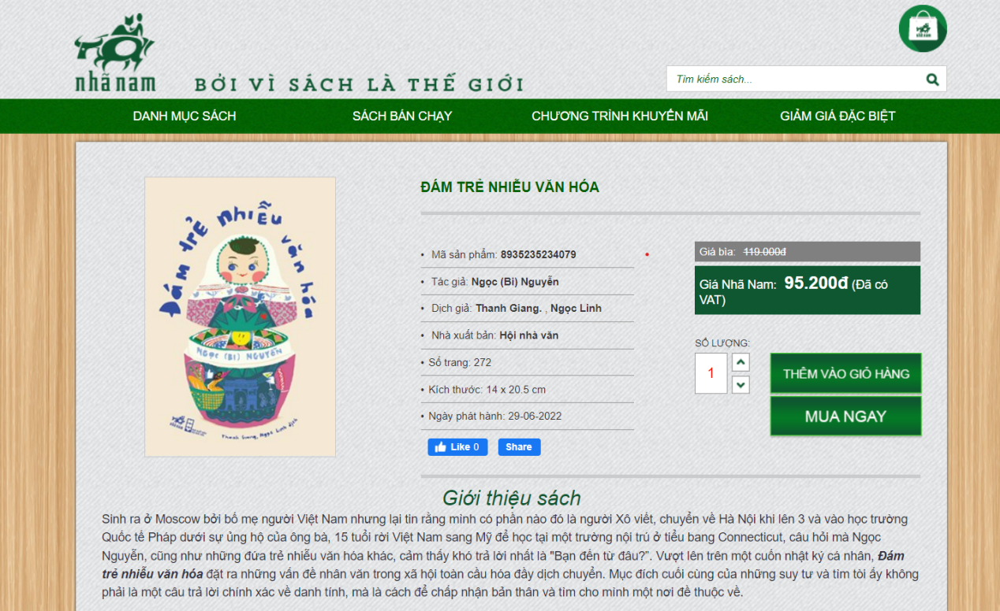 nhã nam
BỞI VÌ SÁCH LÀ THẾ GIỚI
nhã nam
Tìm kiếm sách...
DANH MỤC SÁCH
SÁCH BÁN CHẠY
CHƯƠNG TRÌNH KHUYẾN MÃI
GIẢM GIÁ ĐẶC BIỆT
Đám trẻ nhiễu văn hóa
NGỌC (BI) NGUYỄN
nhã nam
Thanh Giang, Ngọc Linh dịch
ĐÁM TRẺ NHIỄU VĂN HÓA
• Mã sản phẩm: 8935235234079
• Tác giả: Ngọc (Bi) Nguyễn
• Dịch giả: Thanh Giang. , Ngọc Linh
• Nhà xuất bản: Hội nhà văn
• Số trang: 272
• Kích thước: 14 x 20.5 cm
• Ngày phát hành: 29-06-2022
Like 0
Share
Giá bìa: 119.000đ
Giá Nhã Nam: 95.200đ (Đã có
VAT)
SỐ LƯỢNG:
1
THÊM VÀO GIỎ HÀNG
MUA NGAY
Giới thiệu sách
Sinh ra ở Moscow bởi bố mẹ người Việt Nam nhưng lại tin rằng mình có phần nào đó là người Xô viết, chuyển về Hà Nội khi lên 3 và vào học trường
Quốc tế Pháp dưới sự ủng hộ của ông bà, 15 tuổi rời Việt Nam sang Mỹ để học tại một trường nội trú ở tiểu bang Connecticut, câu hỏi mà Ngọc
Nguyễn, cũng như những đứa trẻ nhiễu văn hóa khác, cảm thấy khó trả lời nhất là "Bạn đến từ đâu?”. Vượt lên trên một cuốn nhật ký cá nhân, Đám
trẻ nhiễu văn hóa đặt ra những vấn đề nhân văn trong xã hội toàn cầu hóa đầy dịch chuyển. Mục đích cuối cùng của những suy tư và tìm tòi ấy không
phải là một câu trả lời chính xác về danh tính, mà là cách để chấp nhận bản thân và tìm cho mình một nơi để thuộc về.